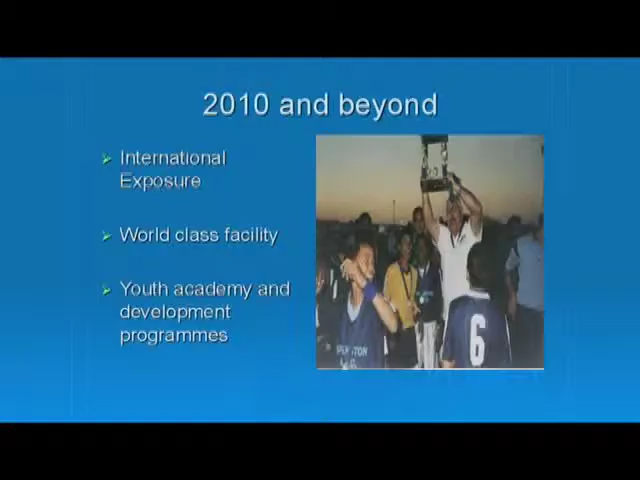 2010 and beyond
International
Exposure
World class facility
Youth academy and
development
programmes
6